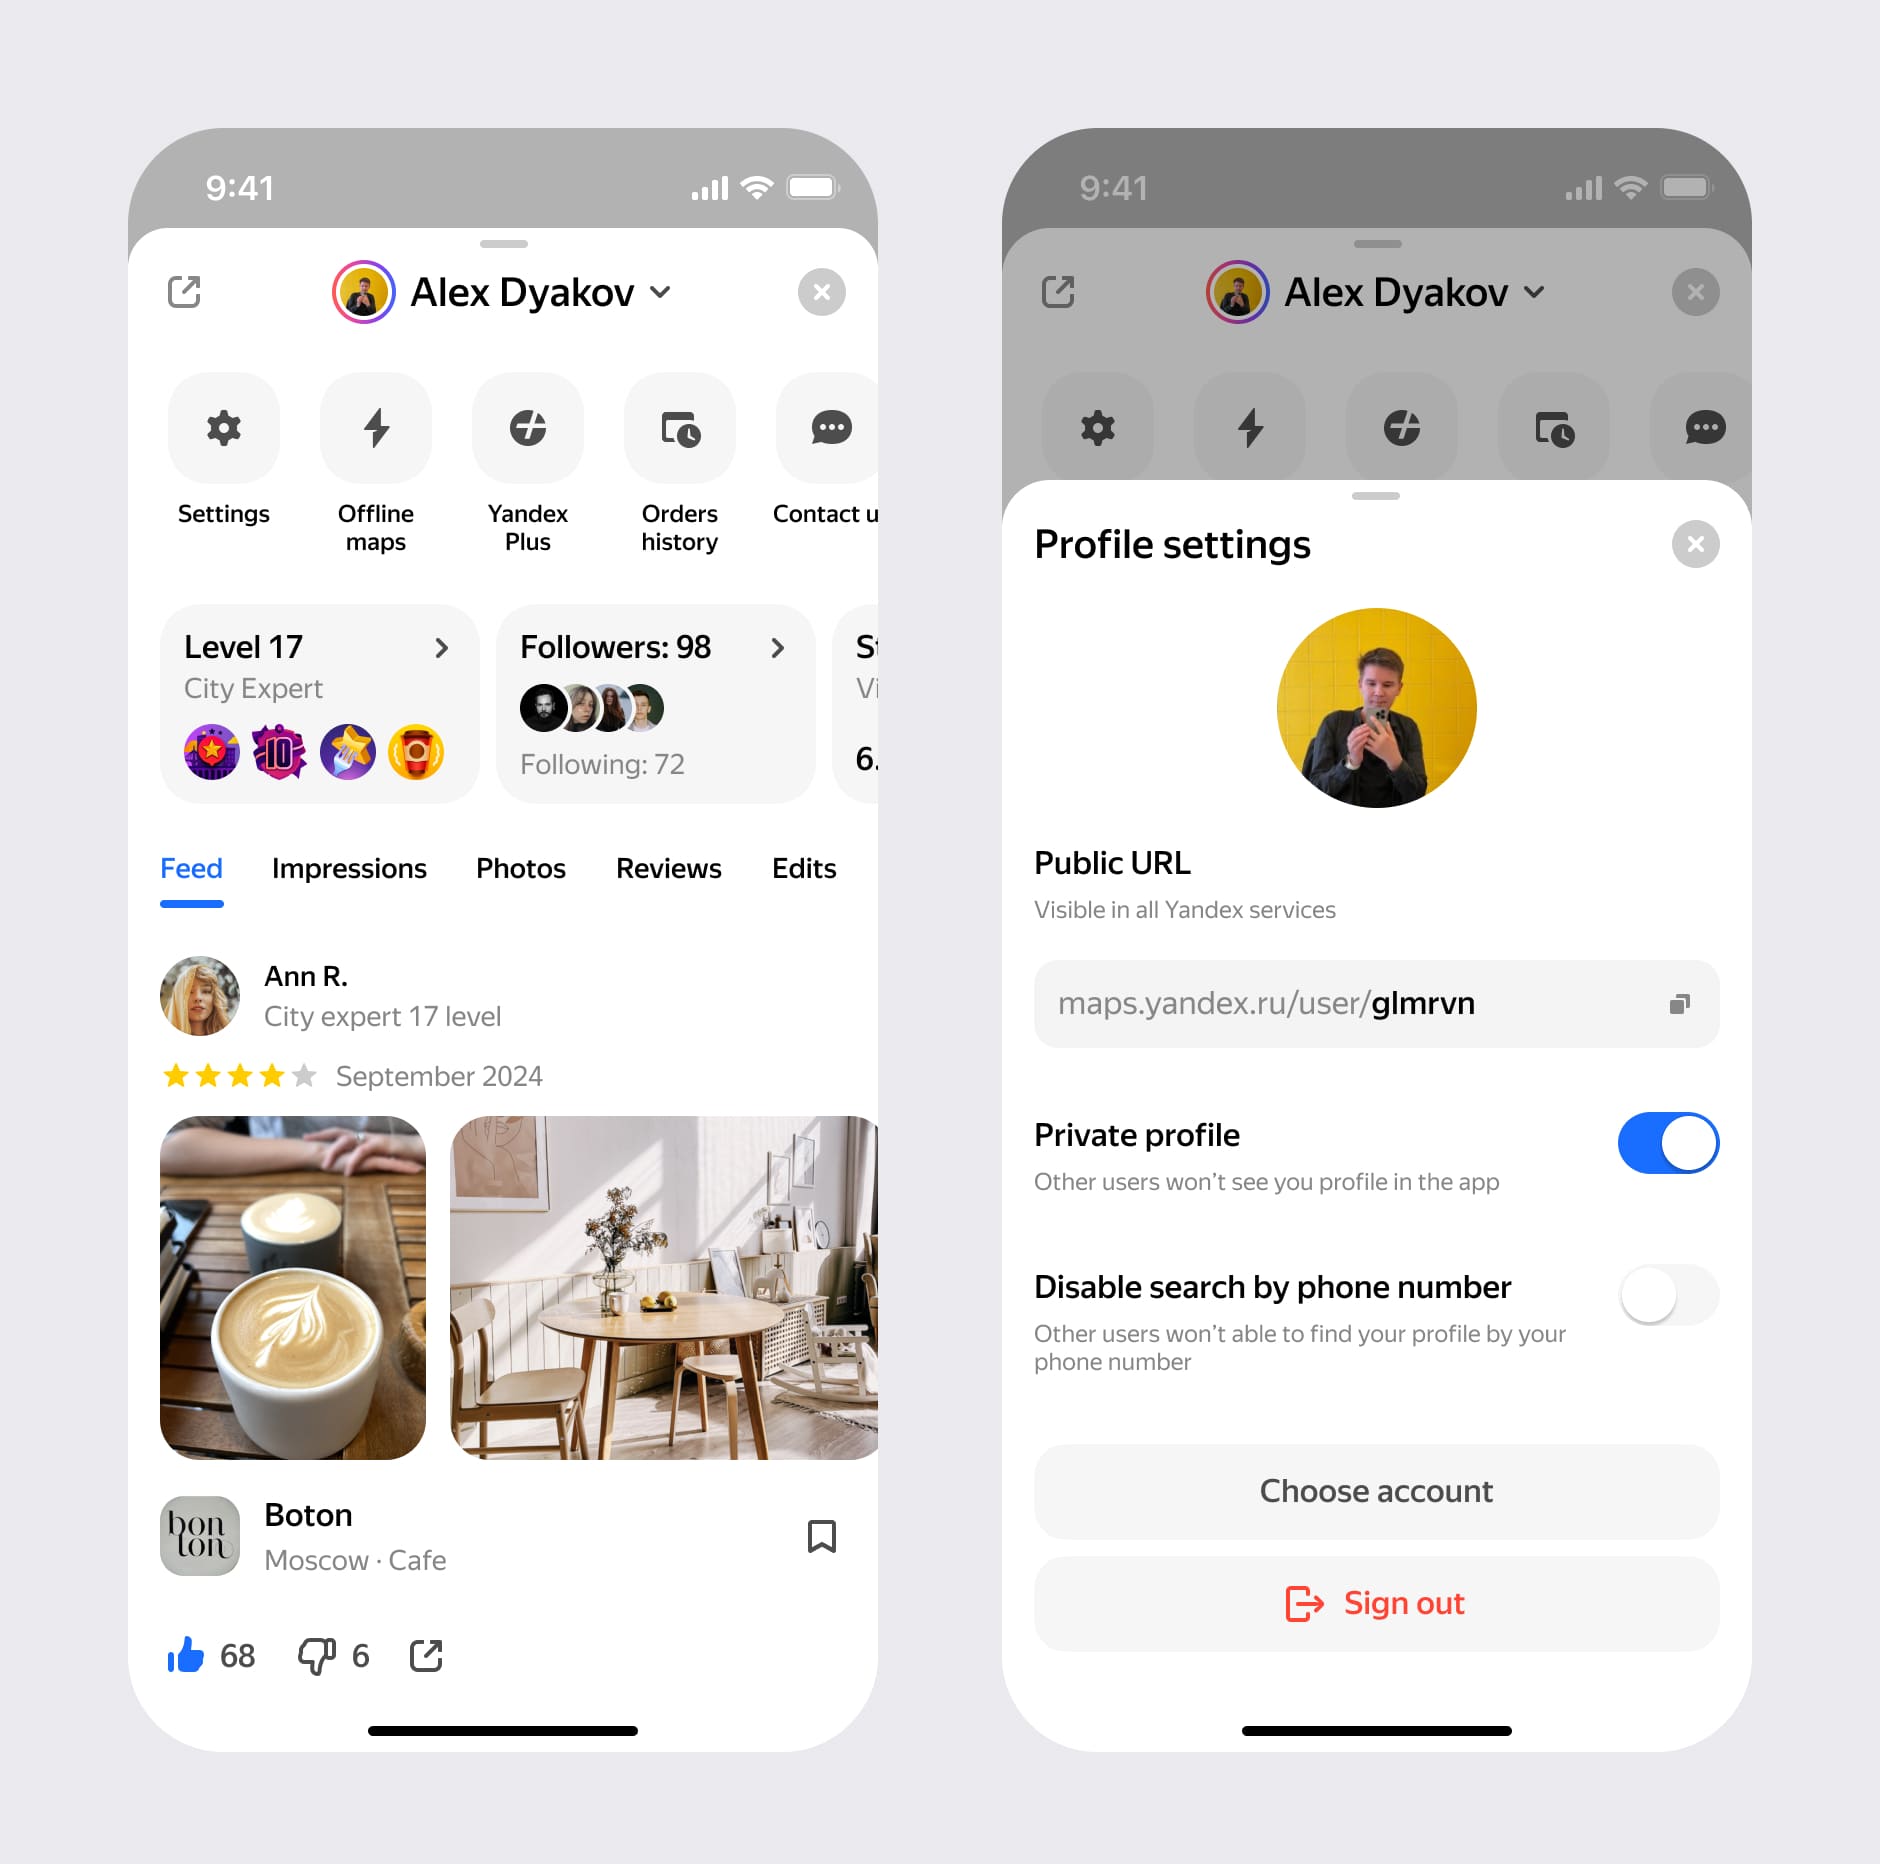 9:41
Alex Dyakov
Settings
Offline
maps
Yandex
Plus
Orders
history
Contact u
Level 17
City Expert
10
Followers: 98
Following: 72
St
Vi
6.
Feed
Impressions
Photos
Reviews
Edits
Ann R.
City expert 17 level
September 2024
bon
ton
Boton
Moscow · Cafe
68
6
9:41
Alex Dyakov
Profile settings
Public URL
Visible in all Yandex services
maps.yandex.ru/user/glmrvn
Private profile
Other users won’t see you profile in the app
Disable search by phone number
Other users won’t able to find your profile by your
phone number
Choose account
Sign out